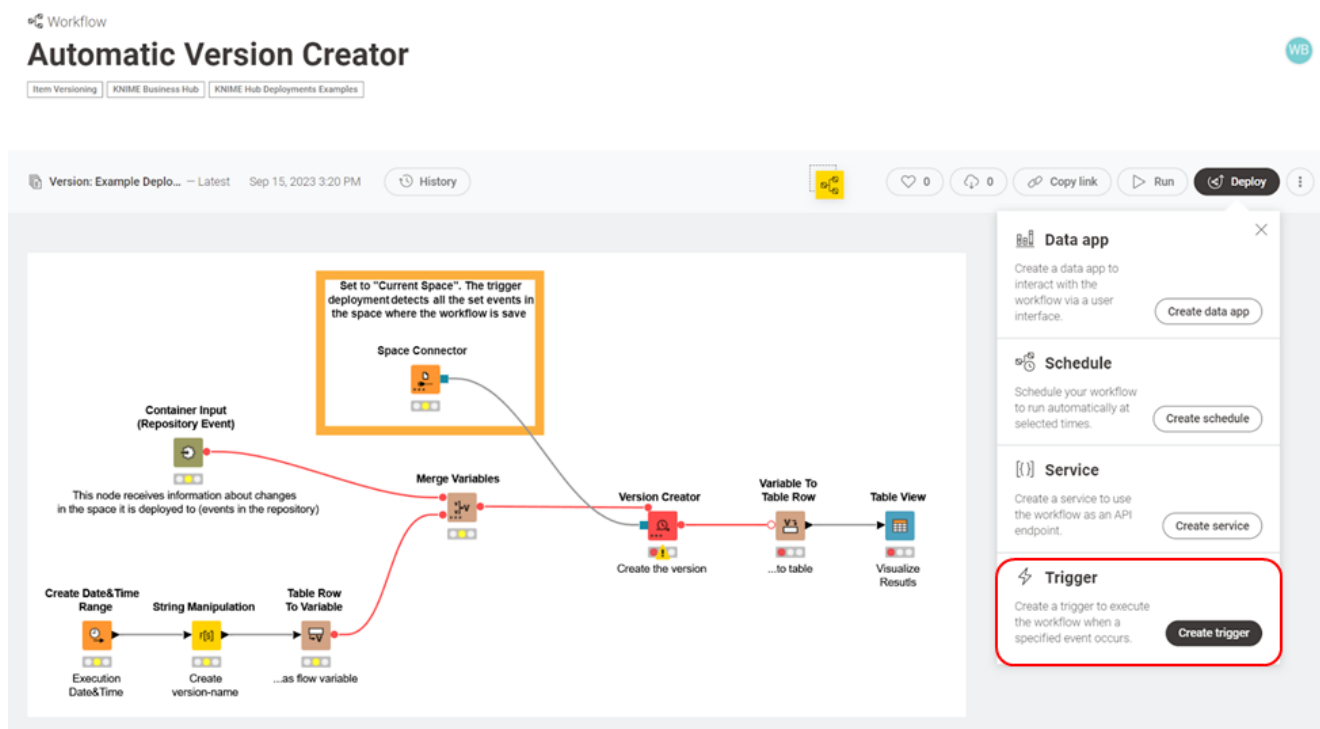 Workflow
Automatic Version Creator
WB
Item Versioning
KNIME Business Hub
KNIME Hub Deployments Examples
Version: Example Deplo... — Latest
Sep 15, 2023 3:20 PM
History
0
0
Copy link
Run
Deploy
Set to "Current Space". The trigger
deployment detects all the set events in
the space where the workflow is save
Space Connector
Container Input
(Repository Event)
This node receives information about changes
in the space it is deployed to (events in the repository)
Merge Variables
Version Creator
Create the version
Variable To
Table Row
...to table
Table View
Visualize
Resutls
Create Date&Time
Range
Execution
Date&Time
String Manipulation
r[s]
Create
version-name
Table Row
To Variable
...as flow variable
Data app
Create a data app to
interact with the
workflow via a user
interface.
Create data app
Schedule
Schedule your workflow
to run automatically at
selected times.
Create schedule
Service
Create a service to use
the workflow as an API
endpoint.
Create service
Trigger
Create a trigger to execute
the workflow when a
specified event occurs.
Create trigger